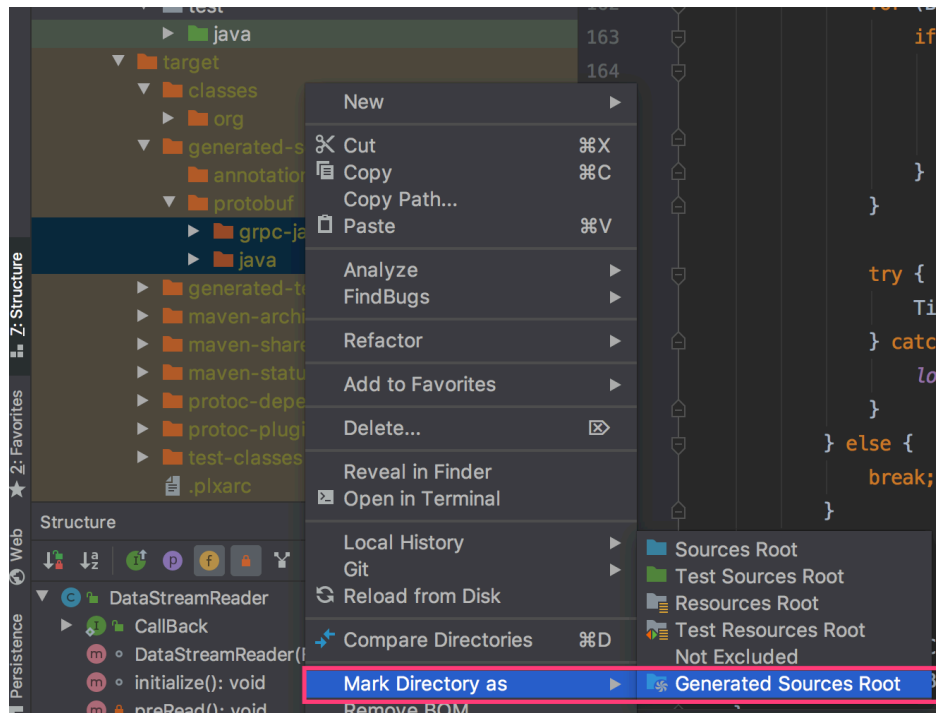 test
java
target
classes
org
generated-s
annotation
protobuf
grpc-ja
java
generated-te
maven-archi
maven-share
maven-statu
protoc-depe
protoc-plugi
test-classes
.plxarc
Z: Structure
2: Favorites
Web
Persistence
New
Cut ⌘X
Copy ⌘C
Copy Path...
Paste ⌘V
Analyze
FindBugs
Refactor
Add to Favorites
Delete...
Reveal in Finder
Open in Terminal
Local History
Git
Reload from Disk
Compare Directories ⌘D
Mark Directory as
Remove BOM
Sources Root
Test Sources Root
Resources Root
Test Resources Root
Not Excluded
Generated Sources Root
162
163
164
if
}
}
try {
Ti
} catc
lo
}
} else {
break;
}
Structure
DataStreamReader
CallBack
DataStreamReader(
initialize(): void
preRead(): void